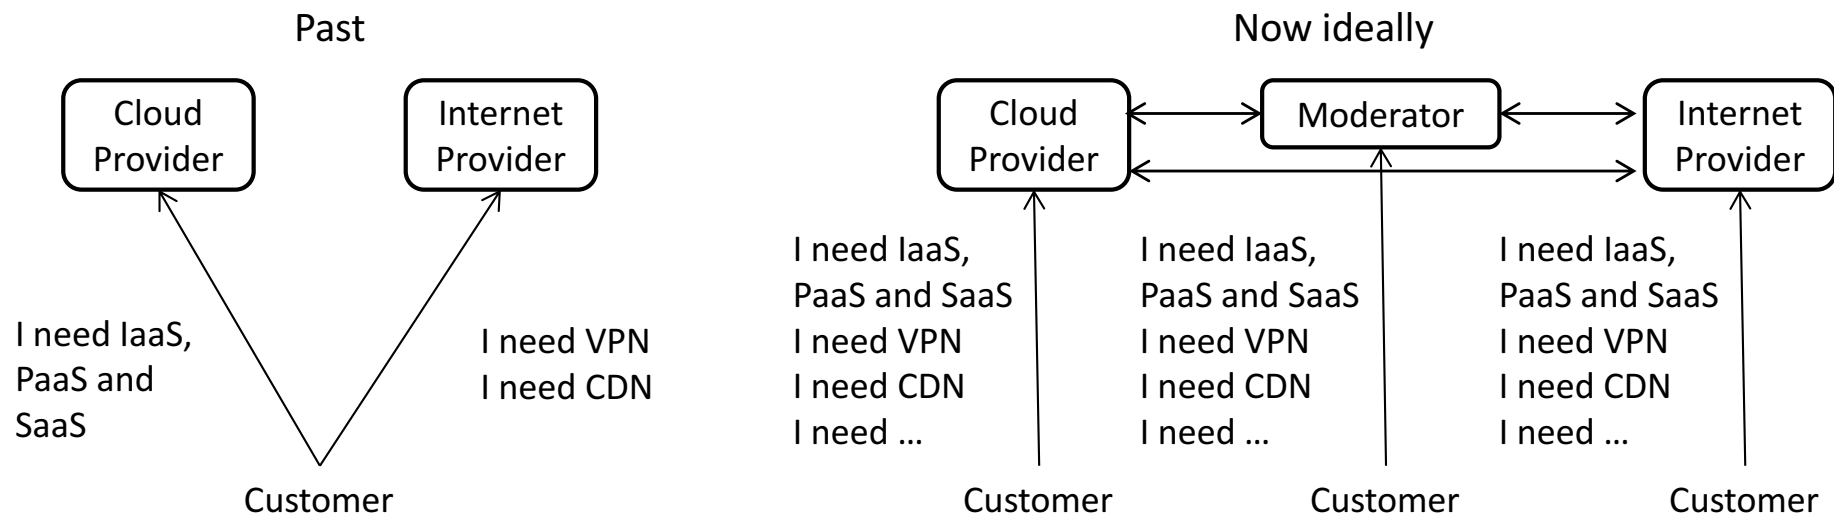 Past
Cloud
Provider
Internet
Provider
I need IaaS,
PaaS and
SaaS
I need VPN
I need CDN
Customer
Now ideally
Cloud
Provider
Moderator
Internet
Provider
I need IaaS,
PaaS and SaaS
I need VPN
I need CDN
I need ...
I need IaaS,
PaaS and SaaS
I need VPN
I need CDN
I need ...
I need IaaS,
PaaS and SaaS
I need VPN
I need CDN
I need ...
Customer
Customer
Customer